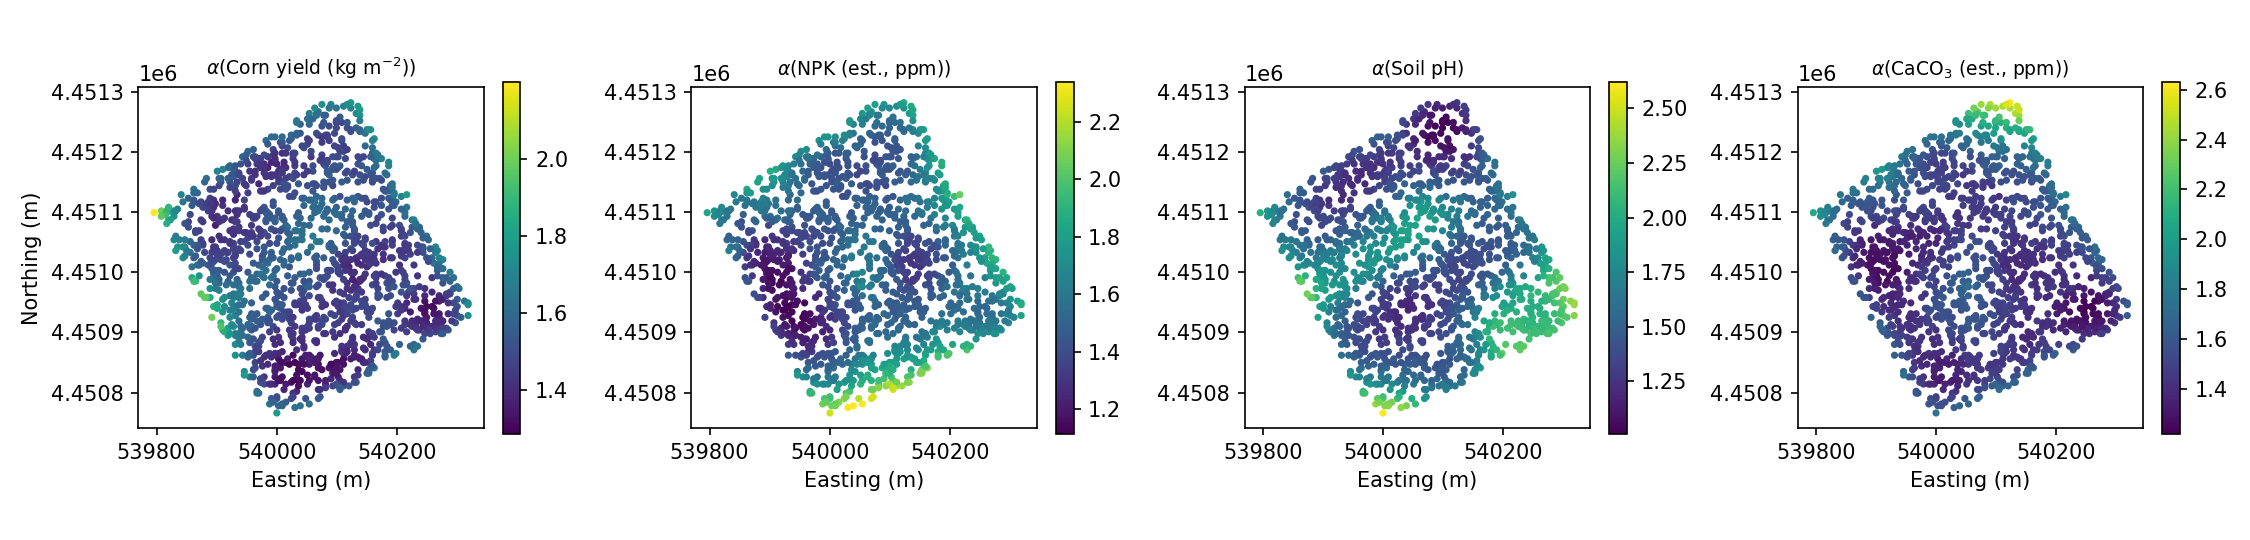 α(Corn yield (kg m⁻²))
1e6
4.4513
4.4512
4.4511
4.4510
4.4509
4.4508
Northing (m)
539800 540000 540200
Easting (m)
2.0
1.8
1.6
1.4
α(NPK (est., ppm))
1e6
4.4513
4.4512
4.4511
4.4510
4.4509
4.4508
539800 540000 540200
Easting (m)
2.2
2.0
1.8
1.6
1.4
1.2
α(Soil pH)
1e6
4.4513
4.4512
4.4511
4.4510
4.4509
4.4508
539800 540000 540200
Easting (m)
2.50
2.25
2.00
1.75
1.50
1.25
α(CaCO₃ (est., ppm))
1e6
4.4513
4.4512
4.4511
4.4510
4.4509
4.4508
539800 540000 540200
Easting (m)
2.6
2.4
2.2
2.0
1.8
1.6
1.4